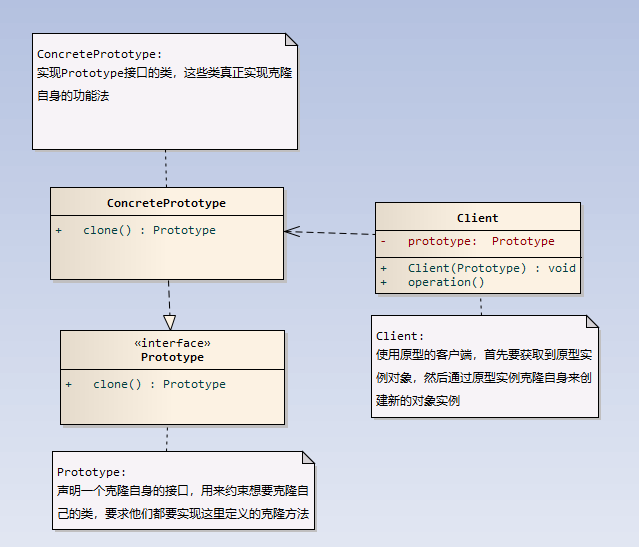 ConcretePototype:
实现Prototype接口的类，这些类真正实现克隆
自身的功能法
ConcretePrototype
+ clone() : Prototype
Client
- prototype: Prototype
+ Client(Prototype) : void
+ operation()
«interface»
Prototype
+ clone() : Prototype
Client:
使用原型的客户端，首先要获取到原型实
例对象，然后通过原型实例克隆自身来创
建新的对象实例
Prototype:
声明一个克隆自身的接口，用来约束想要克隆自
己的类，要求他们都要实现这里定义的克隆方法